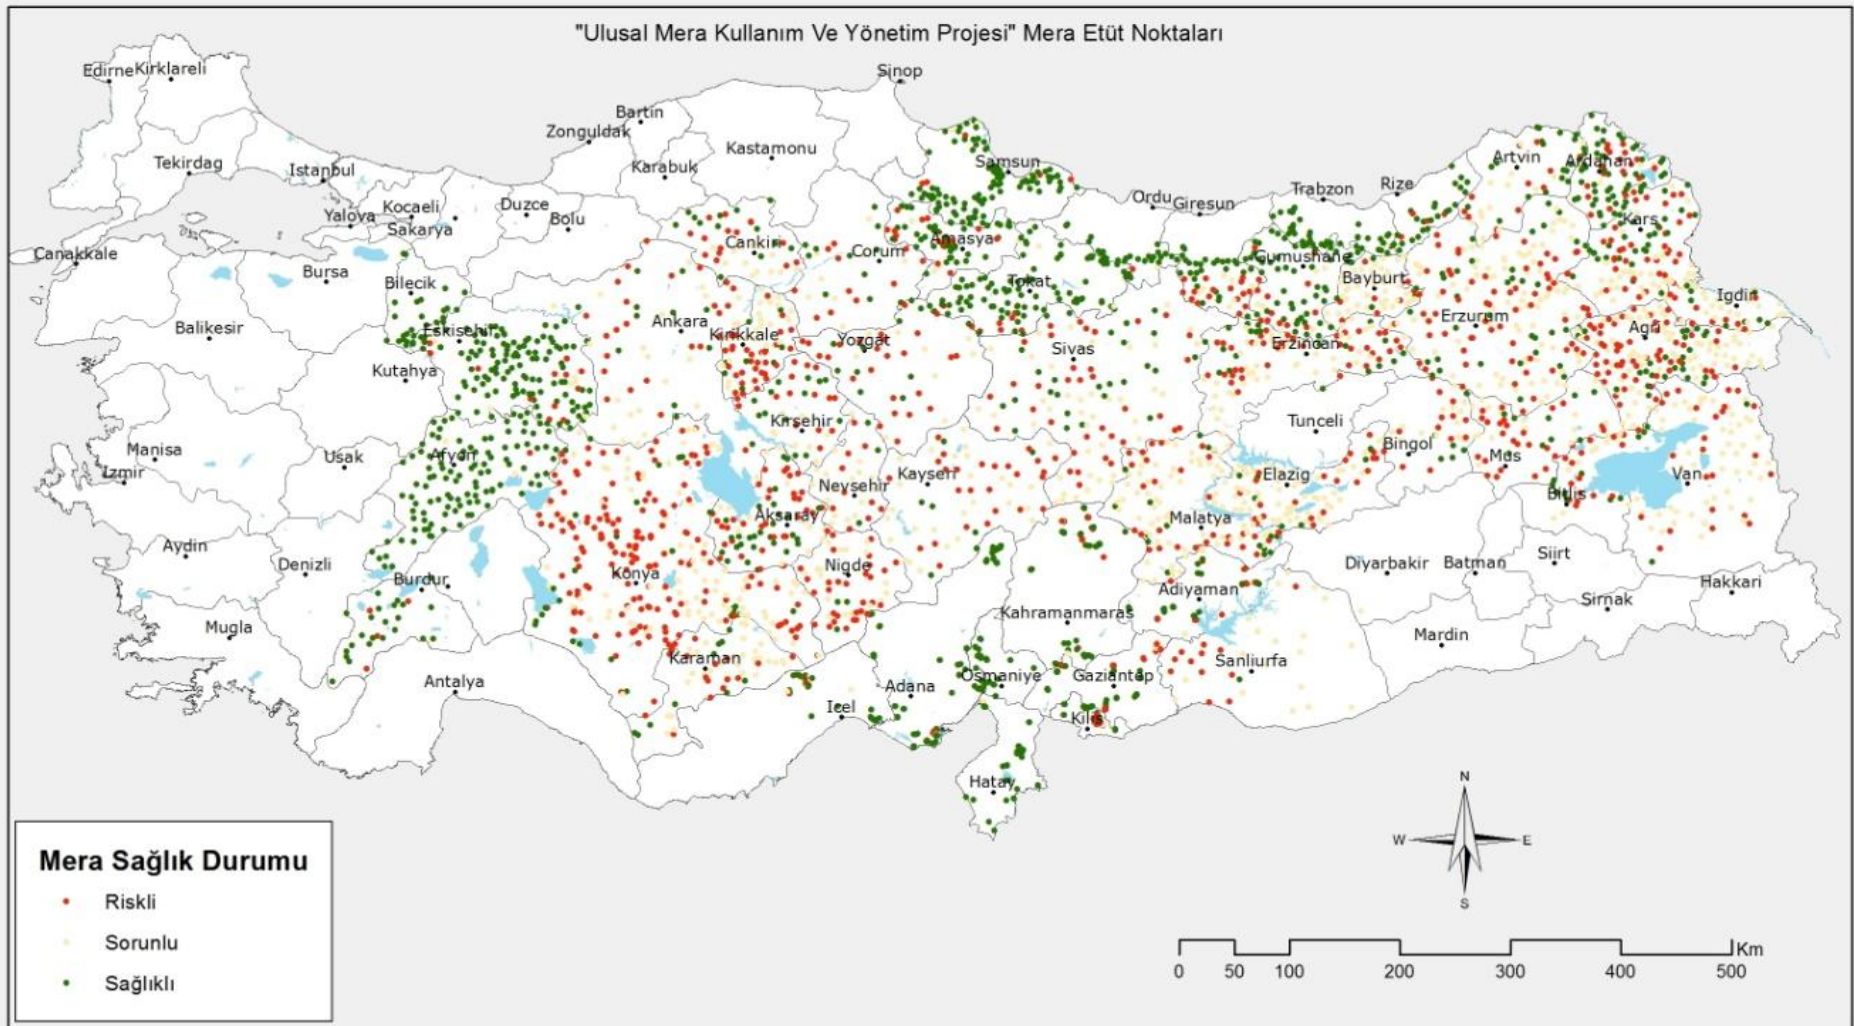 "Ulusal Mera Kullanım Ve Yönetim Projesi" Mera Etüt Noktaları
Edirne Kirklareli
Sinop
Bartin
Zonguldak
Kastamonu
Tekirdag
Istanbul
Karabuk
Samsun
Artvin
Ardahan
Ordu
Giresun
Trabzon
Rize
Yalova
Kocaeli
Sakarya
Duzce
Bolu
Kars
Canakkale
Cankiri
Corum
Amasya
Bursa
Bilecik
Tokat
Gumushane
Bayburt
Igdir
Balikesir
Eskisehir
Ankara
Kirikkale
Yozgat
Sivas
Erzincan
Erzurum
Agri
Kutahya
Kirsehir
Tunceli
Bingol
Mus
Manisa
Izmir
Usak
Afyon
Nevsehir
Kayseri
Elazig
Van
Bitlis
Aksaray
Malatya
Aydin
Denizli
Burdur
Konya
Nigde
Adiyaman
Diyarbakir
Batman
Siirt
Hakkari
Sirnak
Mugla
Kahramanmaras
Mardin
Antalya
Karaman
Icel
Adana
Osmaniye
Gaziantep
Sanliurfa
Kilis
Hatay
Mera Sağlık Durumu
Riskli
Sorunlu
Sağlıklı
N
W E
S
Km
0 50 100 200 300 400 500